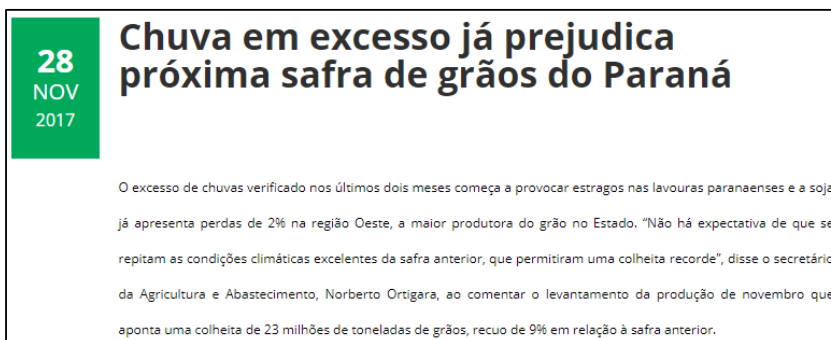 28
NOV
2017
Chuva em excesso já prejudica
próxima safra de grãos do Paraná
O excesso de chuvas verificado nos últimos dois meses começa a provocar estragos nas lavouras paranaenses e a soja
já apresenta perdas de 2% na região Oeste, a maior produtora do grão no Estado. “Não há expectativa de que se
repitam as condições climáticas excelentes da safra anterior, que permitiram uma colheita recorde”, disse o secretário
da Agricultura e Abastecimento, Norberto Ortigara, ao comentar o levantamento da produção de novembro que
aponta uma colheita de 23 milhões de toneladas de grãos, recuo de 9% em relação à safra anterior.